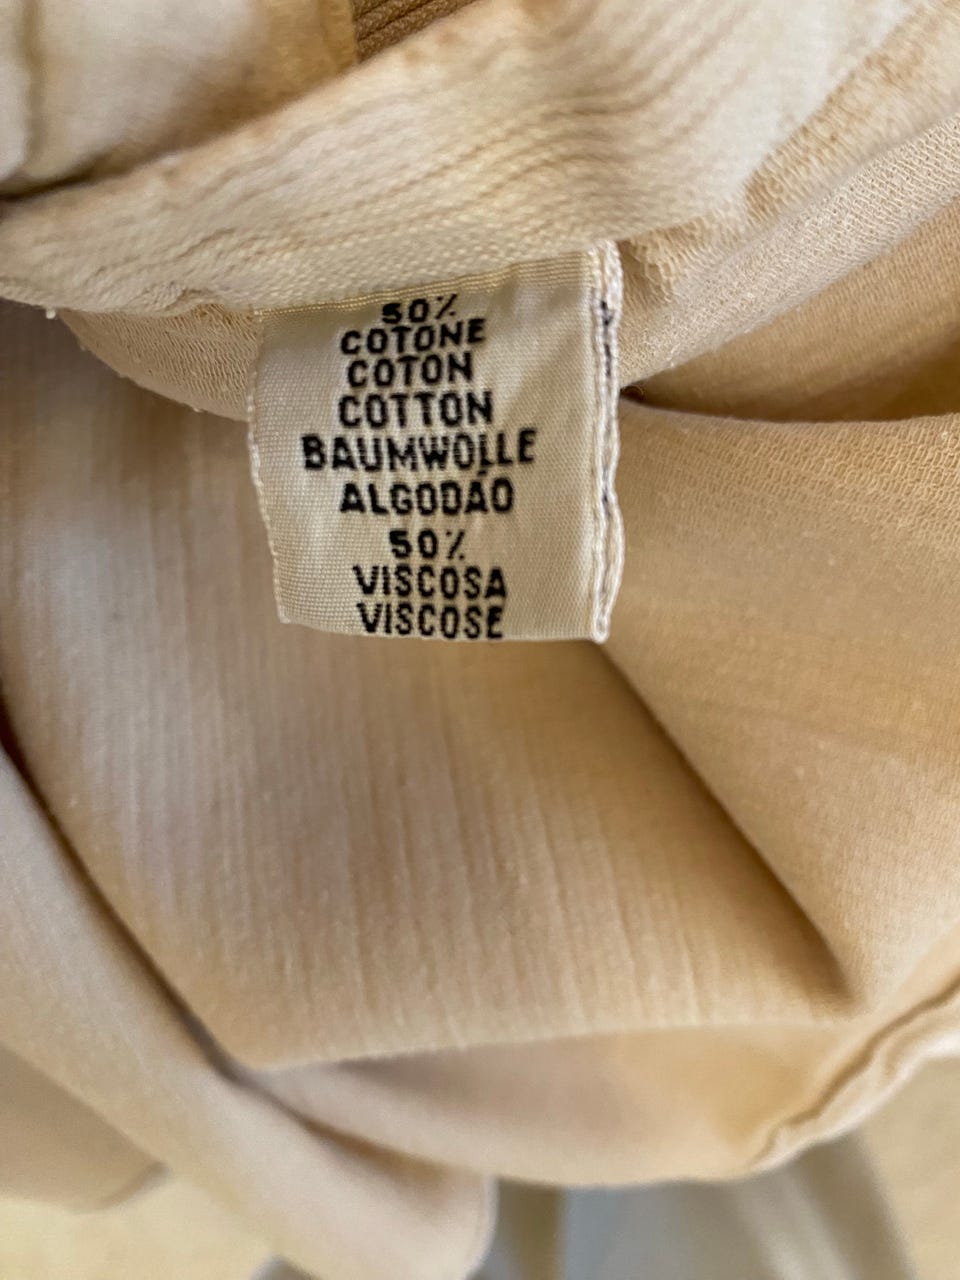 50%
COTONE
COTON
COTTON
BAUMWOLLE
ALGODÃO
50%
VISCOSA
VISCOSE